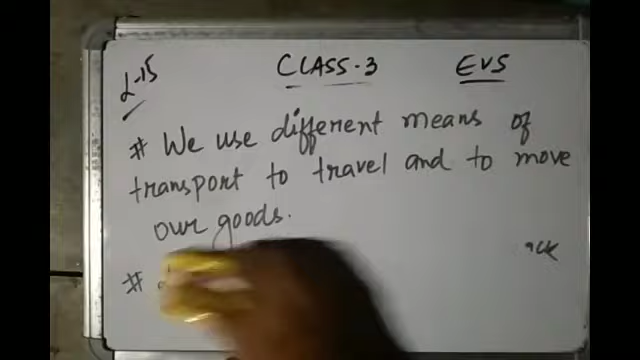 L-15 CLASS-3 EVS
# We use different means of
transport to travel and to move
our goods.
#